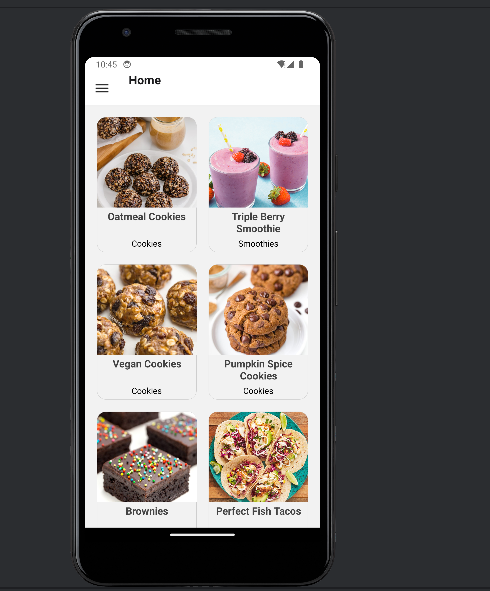 10:45
Home
Oatmeal Cookies
Cookies
Triple Berry
Smoothie
Smoothies
Vegan Cookies
Cookies
Pumpkin Spice
Cookies
Cookies
Brownies
Perfect Fish Tacos